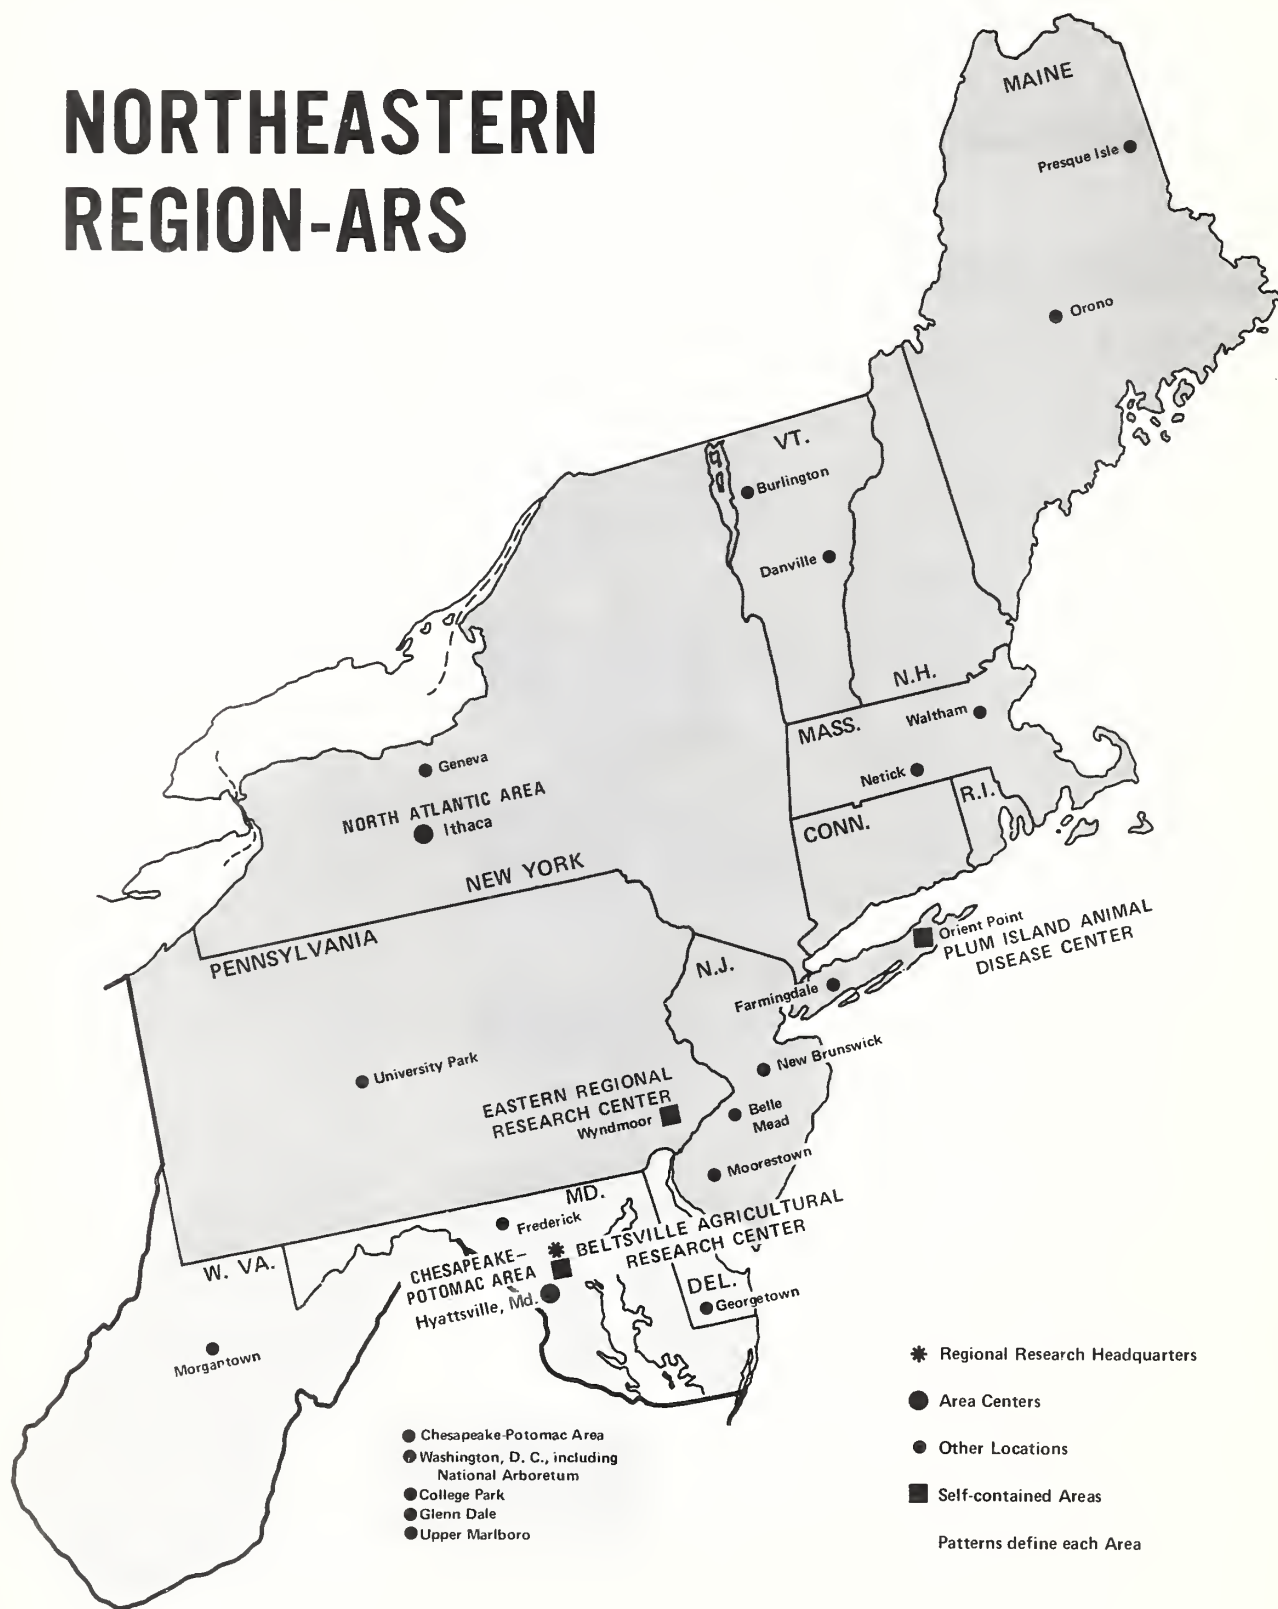 NORTHEASTERN
REGION-ARS
MAINE
Presque Isle
Orono
VT.
Burlington
Danville
N.H.
MASS.
Waltham
Netick
R.I.
CONN.
Geneva
NORTH ATLANTIC AREA
Ithaca
NEW YORK
PENNSYLVANIA
Orient Point
PLUM ISLAND ANIMAL
DISEASE CENTER
N.J.
Farmingdale
New Brunswick
University Park
EASTERN REGIONAL
RESEARCH CENTER
Wyndmoor
Belle
Mead
Moorestown
MD.
Frederick
BELTSVILLE AGRICULTURAL
RESEARCH CENTER
W. VA.
CHESAPEAKE-
POTOMAC AREA
Hyattsville, Md.
DEL.
Georgetown
Morgantown
Regional Research Headquarters
Area Centers
Other Locations
Self-contained Areas
Patterns define each Area
Chesapeake-Potomac Area
Washington, D. C., including
National Arboretum
College Park
Glenn Dale
Upper Marlboro